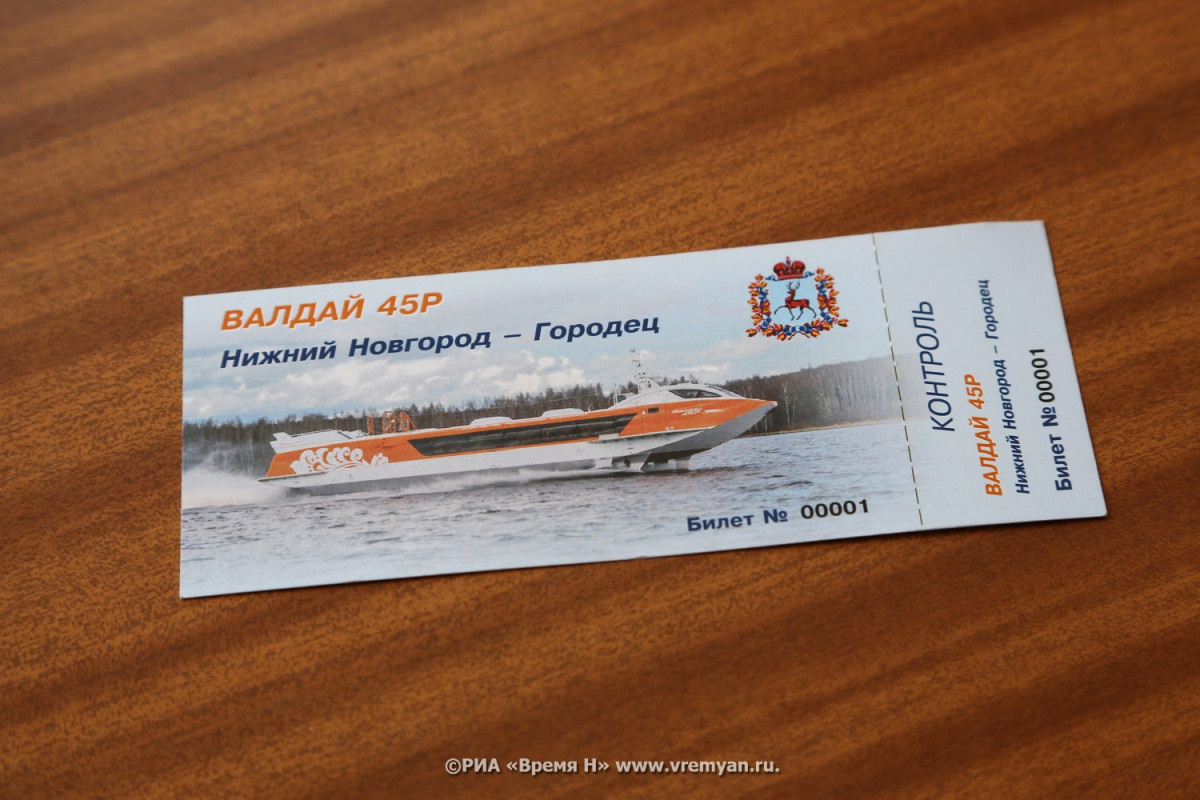 ВАЛДАЙ 45Р
Нижний Новгород – Городец
Билет № 00001
КОНТРОЛЬ
ВАЛДАЙ 45Р
Нижний Новгород – Городец
Билет № 00001
©РИА «Время Н» www.vremyan.ru.